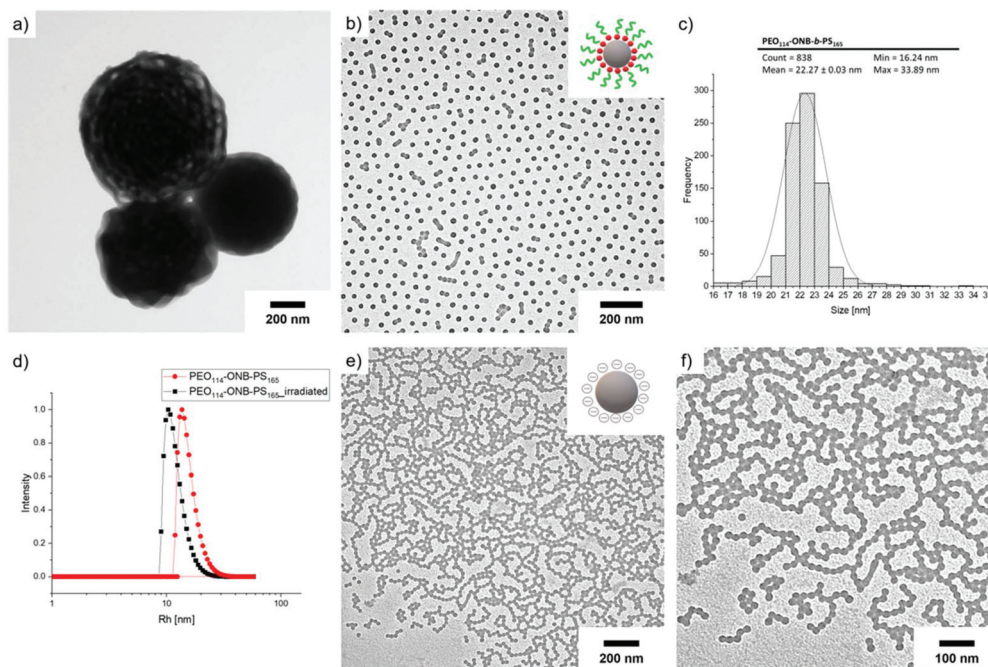 a)
200 nm
b)
200 nm
c)
PEO₁₁₄-ONB-b-PS₁₆₅
Count = 838 Min = 16.24 nm
Mean = 22.27 ± 0.03 nm Max = 33.89 nm
300
250
200
150
100
50
0
Frequency
16 17 18 19 20 21 22 23 24 25 26 27 28 29 30 31 32 33 34
Size [nm]
d)
PEO₁₁₄-ONB-PS₁₆₅
PEO₁₁₄-ONB-PS₁₆₅_irradiated
1.0
0.8
0.6
0.4
0.2
0.0
Intensity
1 10 100
Rh [nm]
e)
200 nm
f)
100 nm